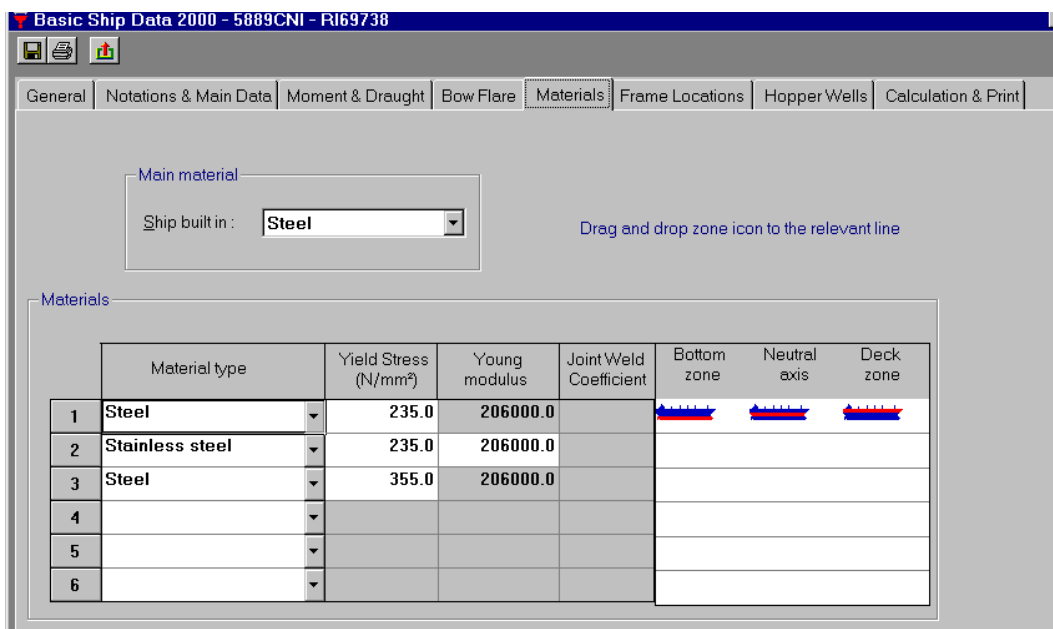 Basic Ship Data 2000 - 5889CNI - RI69738
General Notations & Main Data Moment & Draught Bow Flare Materials Frame Locations Hopper Wells Calculation & Print
Main material
Ship built in : Steel
Drag and drop zone icon to the relevant line
Materials
Material type Yield Stress (N/mm²) Young modulus Joint Weld Coefficient Bottom zone Neutral axis Deck zone
1 Steel 235.0 206000.0
2 Stainless steel 235.0 206000.0
3 Steel 355.0 206000.0
4
5
6